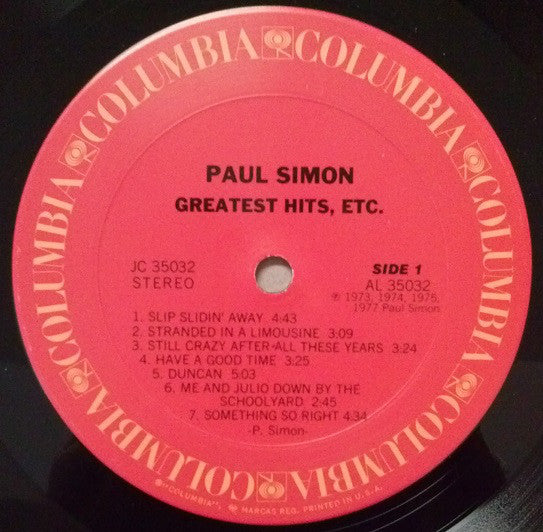 COLUMBIA COLUMBIA COLUMBIA COLUMBIA COLUMBIA COLUMBIA
PAUL SIMON
GREATEST HITS, ETC.
JC 35032
STEREO
SIDE 1
AL 35032
℗ 1973, 1974, 1975,
1977 Paul Simon
1. SLIP SLIDIN' AWAY 4:43
2. STRANDED IN A LIMOUSINE 3:09
3. STILL CRAZY AFTER ALL THESE YEARS 3:24
4. HAVE A GOOD TIME 3:25
5. DUNCAN 5:03
6. ME AND JULIO DOWN BY THE
SCHOOLYARD 2:45
7. SOMETHING SO RIGHT 4:34
-P. Simon-
"COLUMBIA", MARCAS REG. PRINTED IN U.S.A.